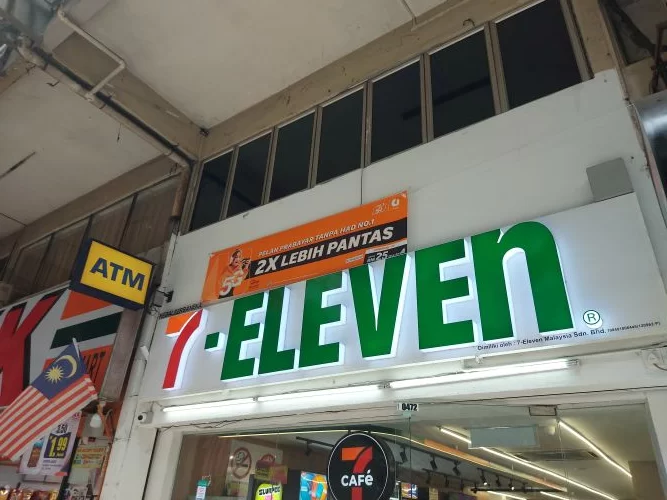 PELAN PRABAYAR TANPA HAD NO.1
2X LEBIH PANTAS
25
ATM
7-ELEVEN
®
Dimiliki oleh : 7-Eleven Malaysia Sdn. Bhd.
K
0472
1.99
7
CAFé